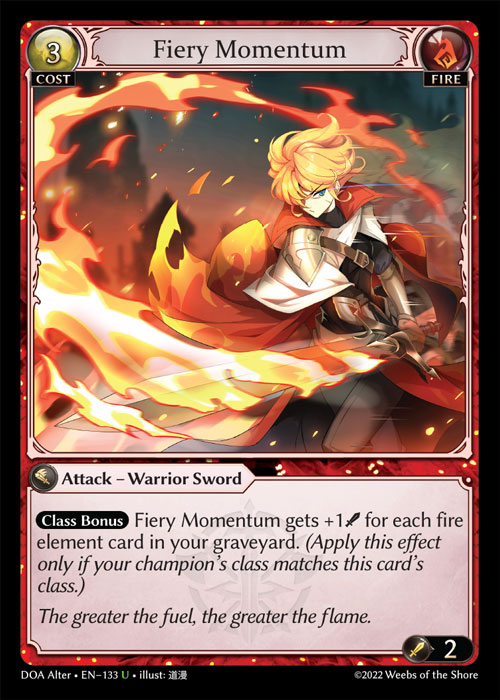 3
Fiery Momentum
COST
FIRE
Attack – Warrior Sword
Class Bonus Fiery Momentum gets +1 for each fire
element card in your graveyard. (Apply this effect
only if your champion's class matches this card's
class.)
The greater the fuel, the greater the flame.
2
DOA Alter • EN–133 U • illust: 道漫
©2022 Weebs of the Shore